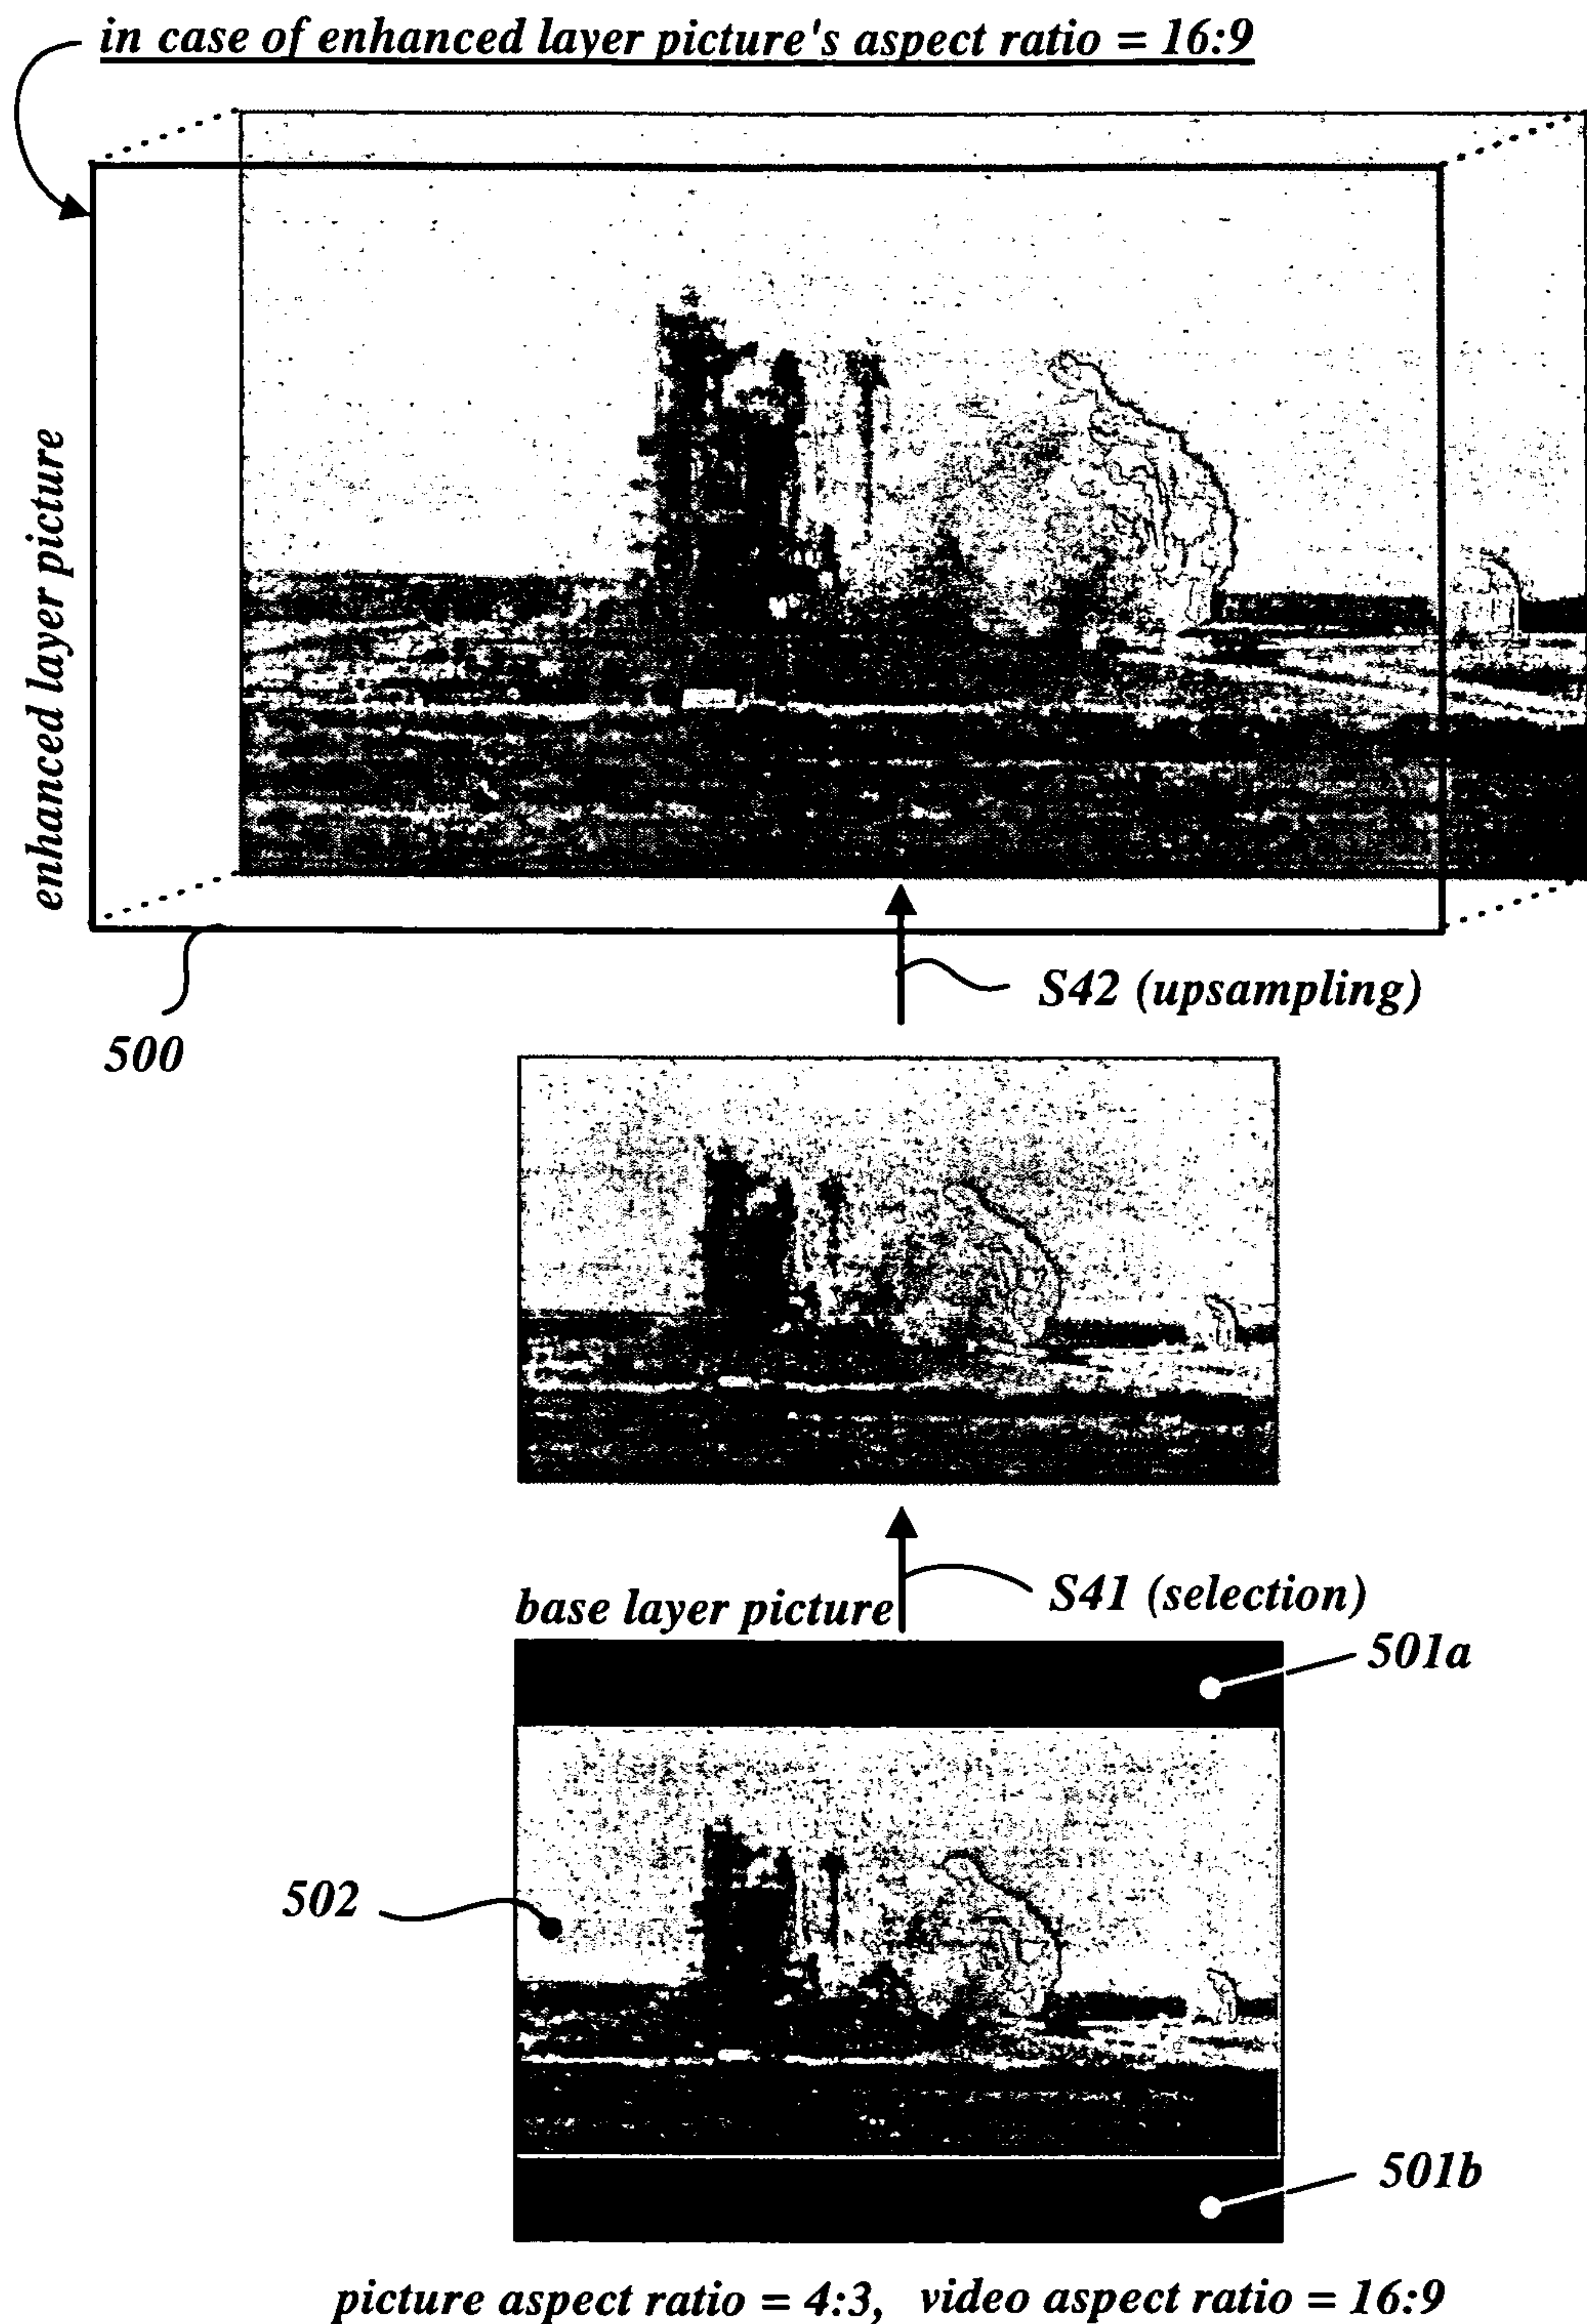 in case of enhanced layer picture's aspect ratio = 16:9
enhanced layer picture
S42 (upsampling)
500
S41 (selection)
base layer picture
501a
502
501b
picture aspect ratio = 4:3, video aspect ratio = 16:9